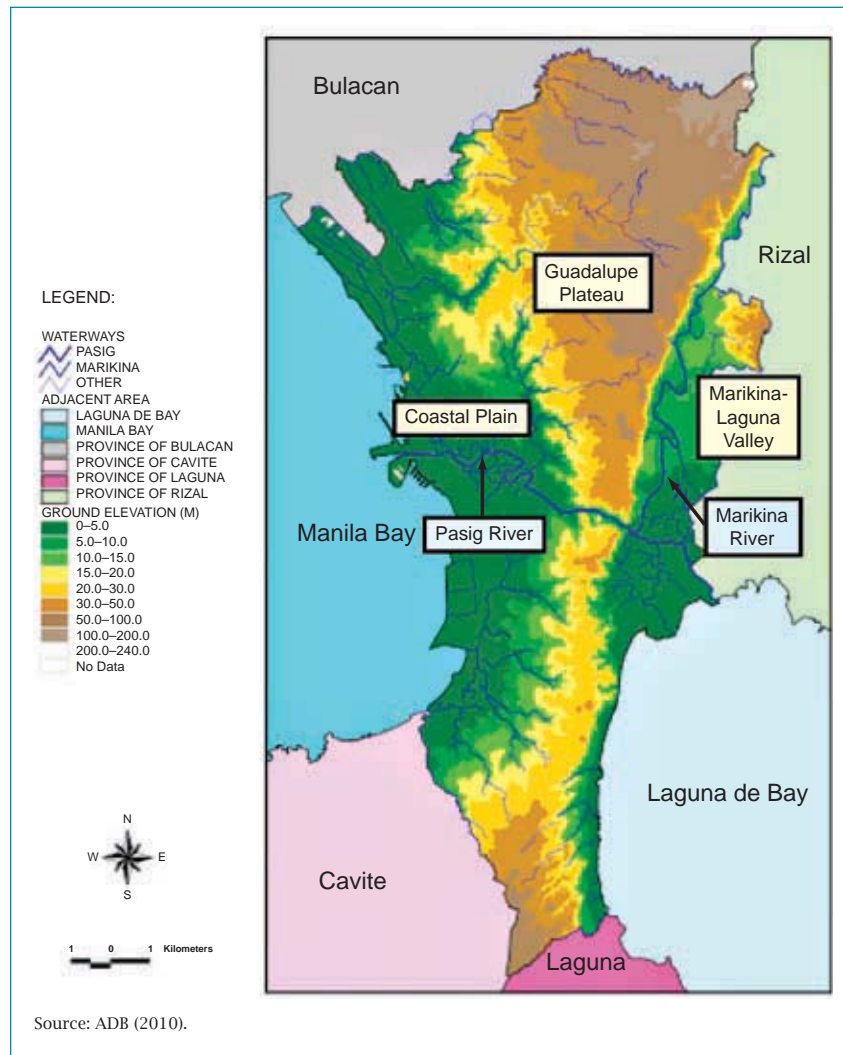 Bulacan
Rizal
Guadalupe
Plateau
LEGEND:
WATERWAYS
PASIG
MARIKINA
OTHER
ADJACENT AREA
LAGUNA DE BAY
MANILA BAY
PROVINCE OF BULACAN
PROVINCE OF CAVITE
PROVINCE OF LAGUNA
PROVINCE OF RIZAL
GROUND ELEVATION (M)
0–5.0
5.0–10.0
10.0–15.0
15.0–20.0
20.0–30.0
30.0–50.0
50.0–100.0
100.0–200.0
200.0–240.0
No Data
Coastal Plain
Marikina-
Laguna
Valley
Manila Bay
Pasig River
Marikina
River
Laguna de Bay
N
W
E
S
Cavite
1 0 1 Kilometers
Laguna
Source: ADB (2010).